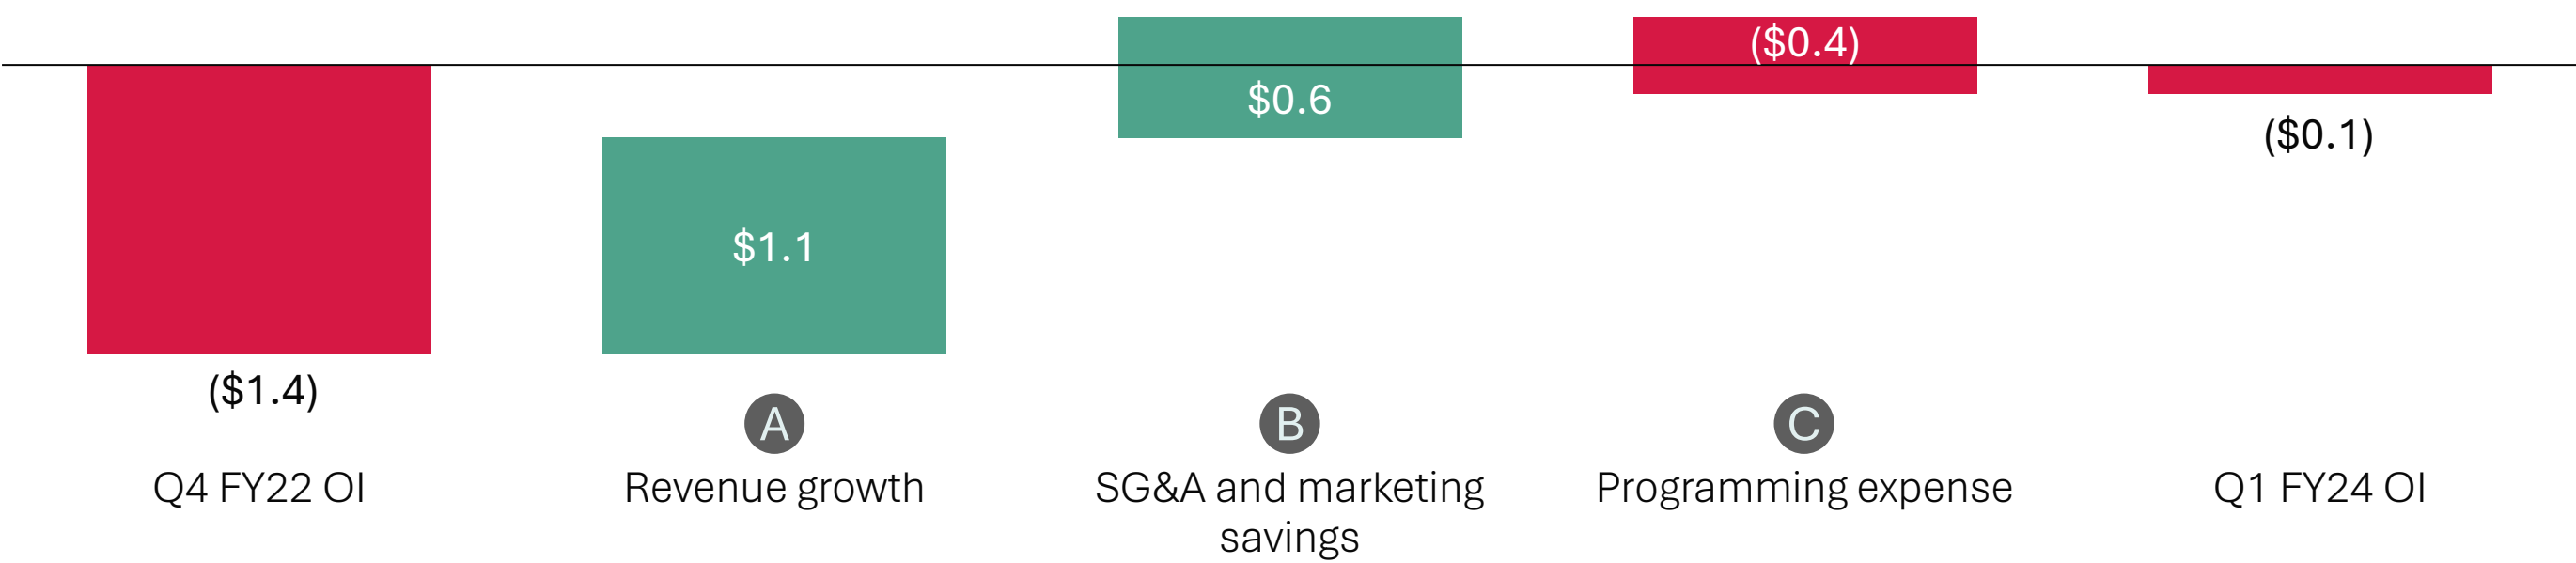 ($0.4)
$0.6
($0.1)
$1.1
($1.4)
A
B
C
Q4 FY22 OI
Revenue growth
SG&A and marketing
savings
Programming expense
Q1 FY24 OI